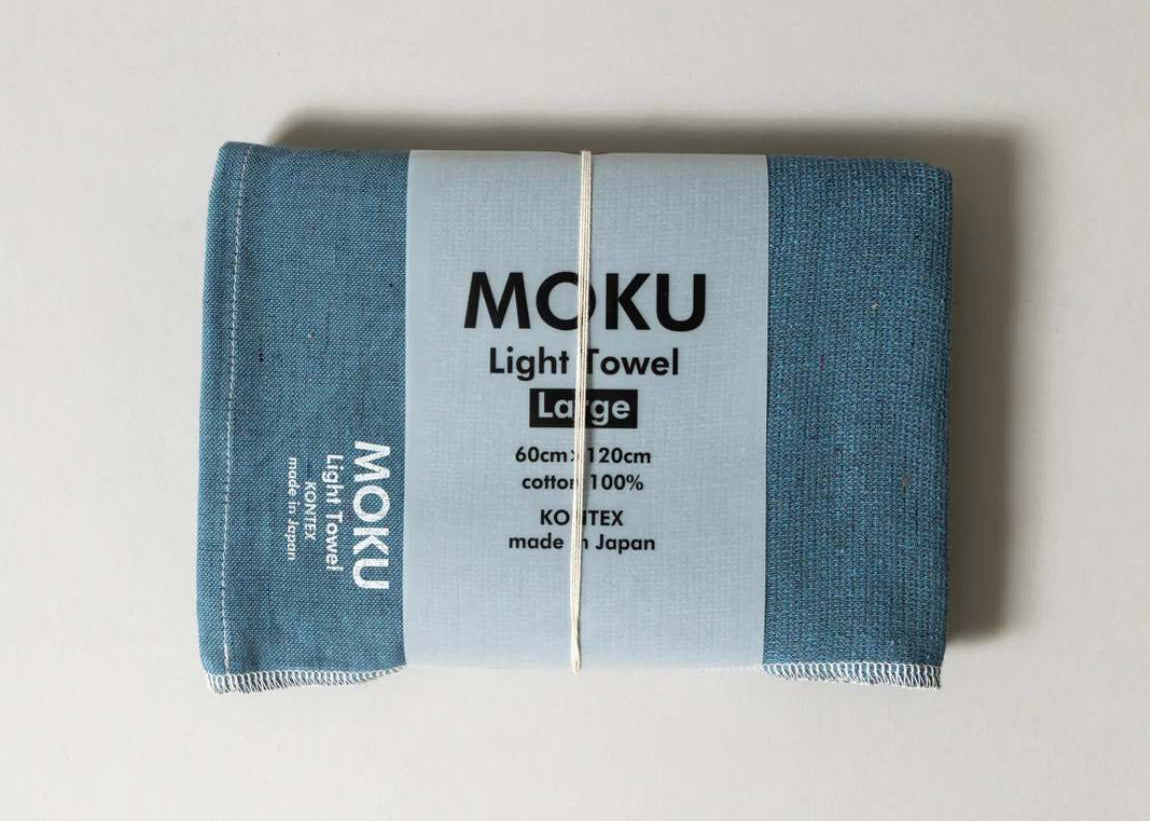 MOKU
Light Towel
Large
60cm×120cm
cotton 100%
KONTEX
made in Japan
MOKU
Light Towel
KONTEX
made in Japan